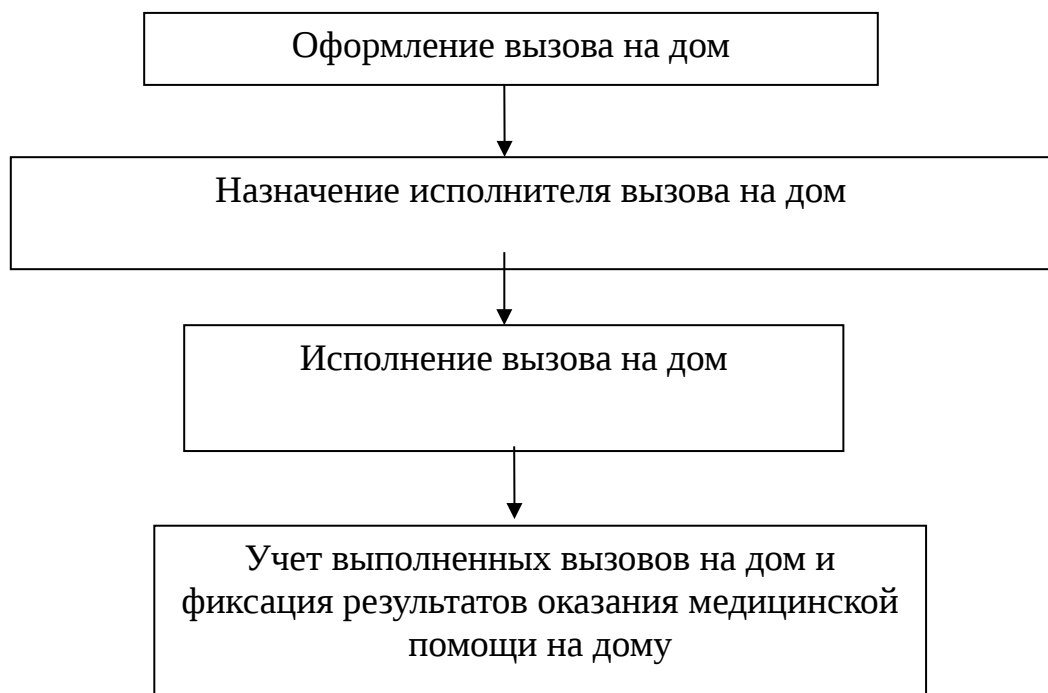 Оформление вызова на дом
Назначение исполнителя вызова на дом
Исполнение вызова на дом
Учет выполненных вызовов на дом и
фиксация результатов оказания медицинской
помощи на дому